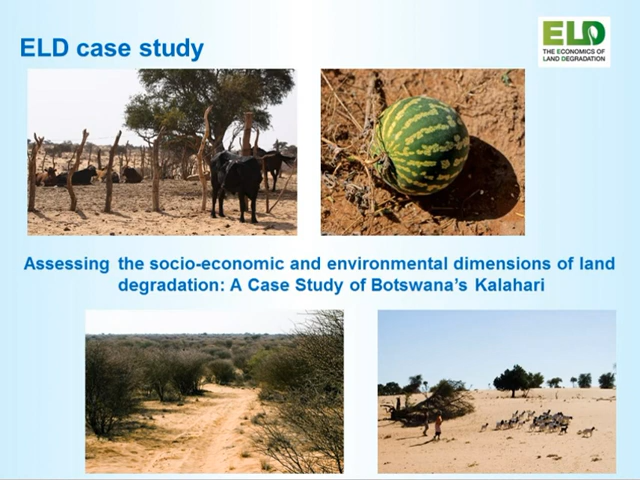 ELD case study
ELD
THE ECONOMICS OF
LAND DEGRADATION
Assessing the socio-economic and environmental dimensions of land
degradation: A Case Study of Botswana's Kalahari